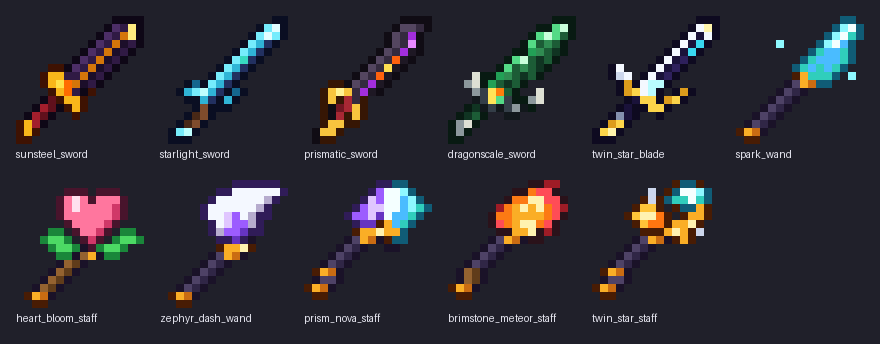 sunsteel_sword
starlight_sword
prismatic_sword
dragonscale_sword
twin_star_blade
spark_wand
heart_bloom_staff
zephyr_dash_wand
prism_nova_staff
brimstone_meteor_staff
twin_star_staff